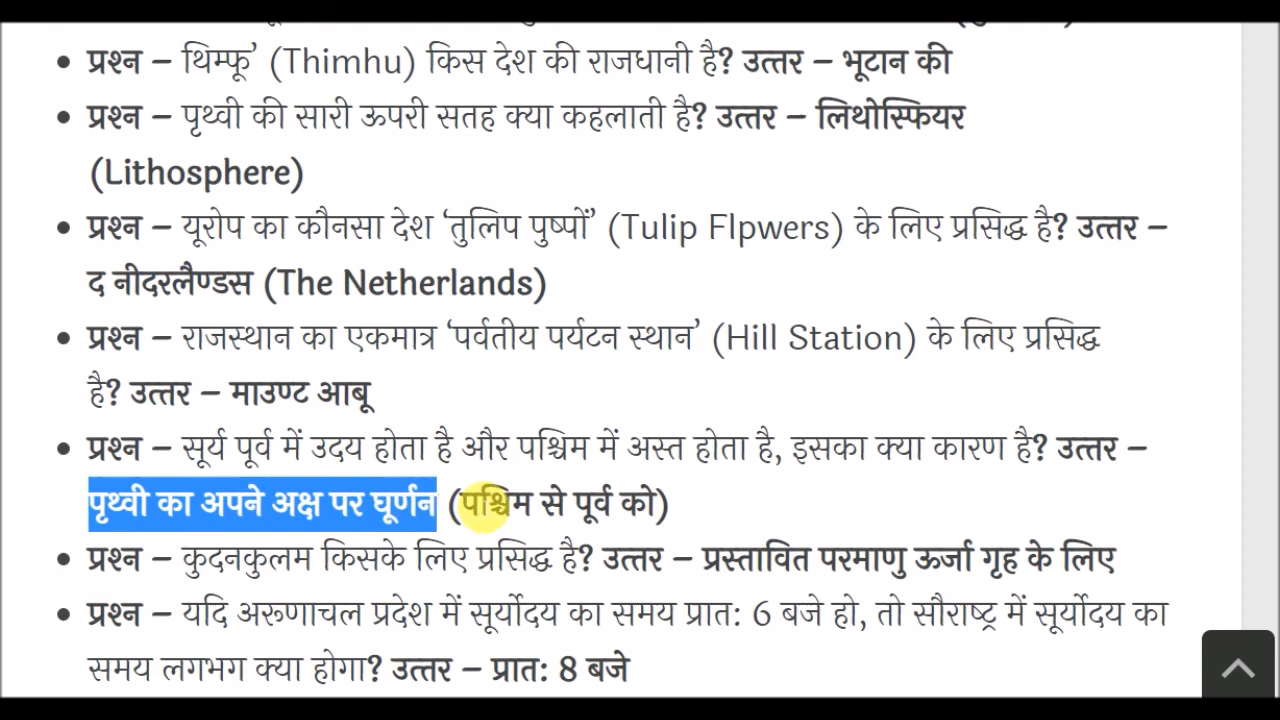 प्रश्न – थिम्फू’ (Thimhu) किस देश की राजधानी है? उत्तर – भूटान की
प्रश्न – पृथ्वी की सारी ऊपरी सतह क्या कहलाती है? उत्तर – लिथोस्फियर
(Lithosphere)
प्रश्न – यूरोप का कौनसा देश ‘तुलिप पुष्पों’ (Tulip Flpwers) के लिए प्रसिद्ध है? उत्तर –
द नीदरलैण्डस (The Netherlands)
प्रश्न – राजस्थान का एकमात्र ‘पर्वतीय पर्यटन स्थान’ (Hill Station) के लिए प्रसिद्ध
है? उत्तर – माउण्ट आबू
प्रश्न – सूर्य पूर्व में उदय होता है और पश्चिम में अस्त होता है, इसका क्या कारण है? उत्तर –
पृथ्वी का अपने अक्ष पर घूर्णन (पश्चिम से पूर्व को)
प्रश्न – कुदनकुलम किसके लिए प्रसिद्ध है? उत्तर – प्रस्तावित परमाणु ऊर्जा गृह के लिए
प्रश्न – यदि अरूणाचल प्रदेश में सूर्योदय का समय प्रात: 6 बजे हो, तो सौराष्ट्र में सूर्योदय का
समय लगभग क्या होगा? उत्तर – प्रात: 8 बजे